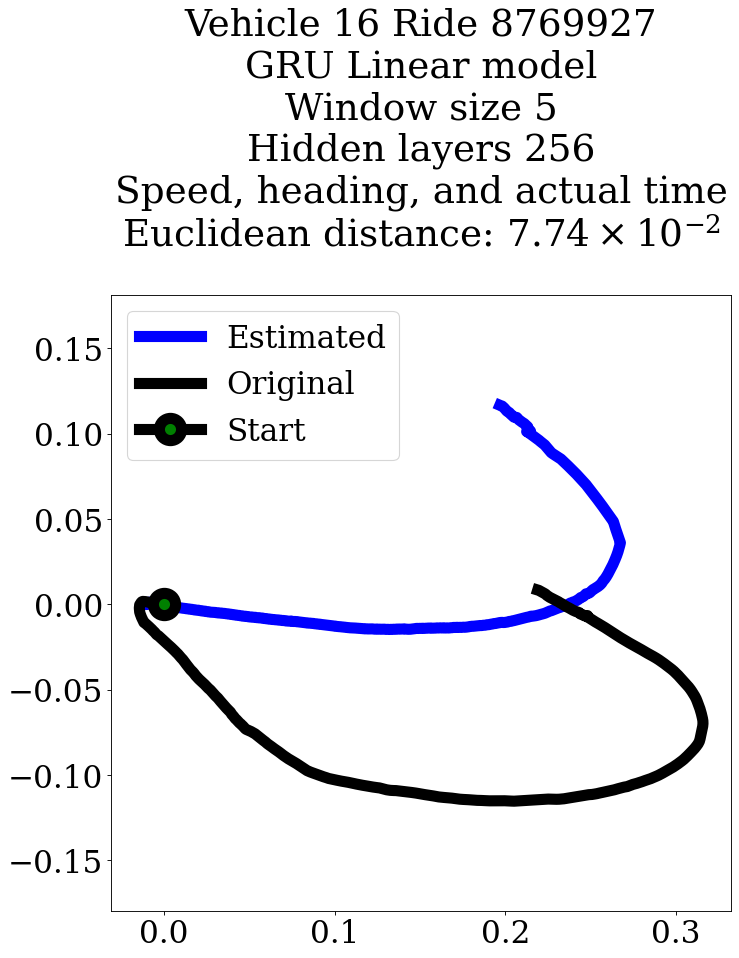 Vehicle 16 Ride 8769927
GRU Linear model
Window size 5
Hidden layers 256
Speed, heading, and actual time
Euclidean distance: 7.74 × 10⁻²
Estimated
Original
Start
0.15
0.10
0.05
0.00
−0.05
−0.10
−0.15
0.0 0.1 0.2 0.3